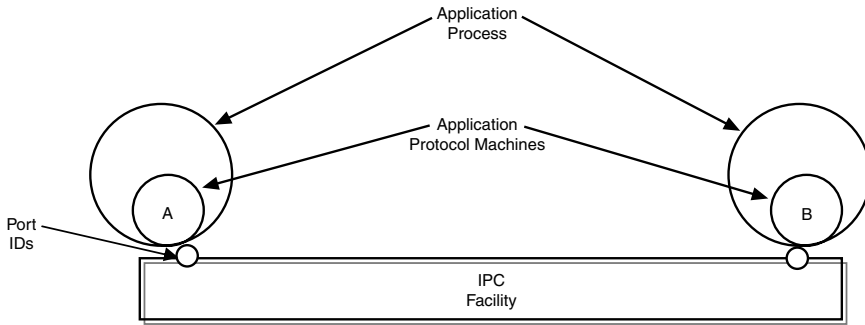 Application
Process
Application
Protocol Machines
A
B
Port
IDs
IPC
Facility